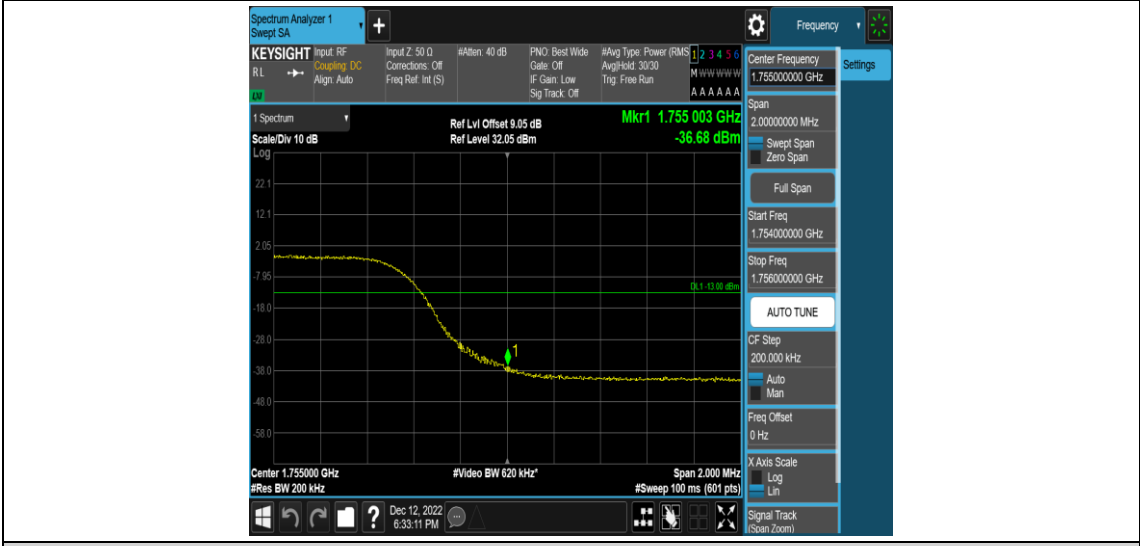 Spectrum Analyzer 1
Swept SA
Frequency
KEYSIGHT
RL
Input: RF
Coupling: DC
Align: Auto
Input Z: 50 Ω
Corrections: Off
Freq Ref: Int (S)
#Atten: 40 dB
PNO: Best Wide
Gate: Off
IF Gain: Low
Sig Track: Off
#Avg Type: Power (RMS
Avg|Hold: 30/30
Trig: Free Run
1 2 3 4 5 6
M W W W W W
A A A A A A
1 Spectrum
Scale/Div 10 dB
Log
Ref Lvl Offset 9.05 dB
Ref Level 32.05 dBm
Mkr1 1.755 003 GHz
-36.68 dBm
22.1
12.1
2.05
-7.95
-18.0
-28.0
-38.0
-48.0
-58.0
DL1 -13.00 dBm
1
Center 1.755000 GHz
#Res BW 200 kHz
#Video BW 620 kHz*
Span 2.000 MHz
#Sweep 100 ms (601 pts)
Dec 12, 2022
6:33:11 PM
Center Frequency
1.755000000 GHz
Settings
Span
2.00000000 MHz
Swept Span
Zero Span
Full Span
Start Freq
1.754000000 GHz
Stop Freq
1.756000000 GHz
AUTO TUNE
CF Step
200.000 kHz
Auto
Man
Freq Offset
0 Hz
X Axis Scale
Log
Lin
Signal Track
(Span Zoom)